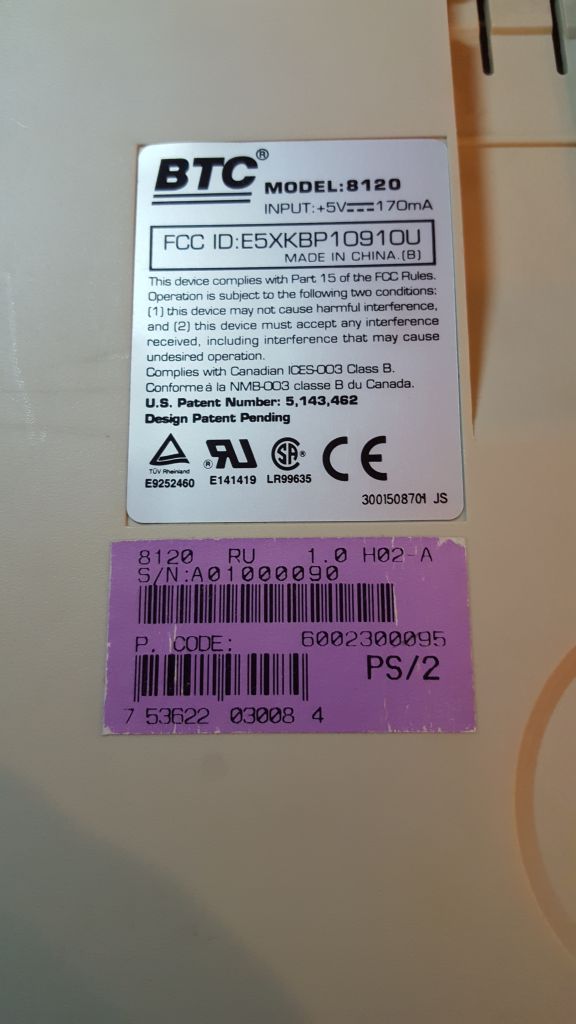 BTC®
MODEL:8120
INPUT:+5V⎓170mA
FCC ID:E5XKBP10910U
MADE IN CHINA.(B)
This device complies with Part 15 of the FCC Rules.
Operation is subject to the following two conditions:
(1) this device may not cause harmful interference,
and (2) this device must accept any interference
received, including interference that may cause
undesired operation.
Complies with Canadian ICES-003 Class B.
Conforme à la NMB-003 classe B du Canada.
U.S. Patent Number: 5,143,462
Design Patent Pending
TÜV Rheinland
E9252460
E141419
LR99635
CE
3001508701 JS
8120 RU 1.0 H02-A
S/N:A01000090
P. CODE: 6002300095
PS/2
7 53622 03008 4